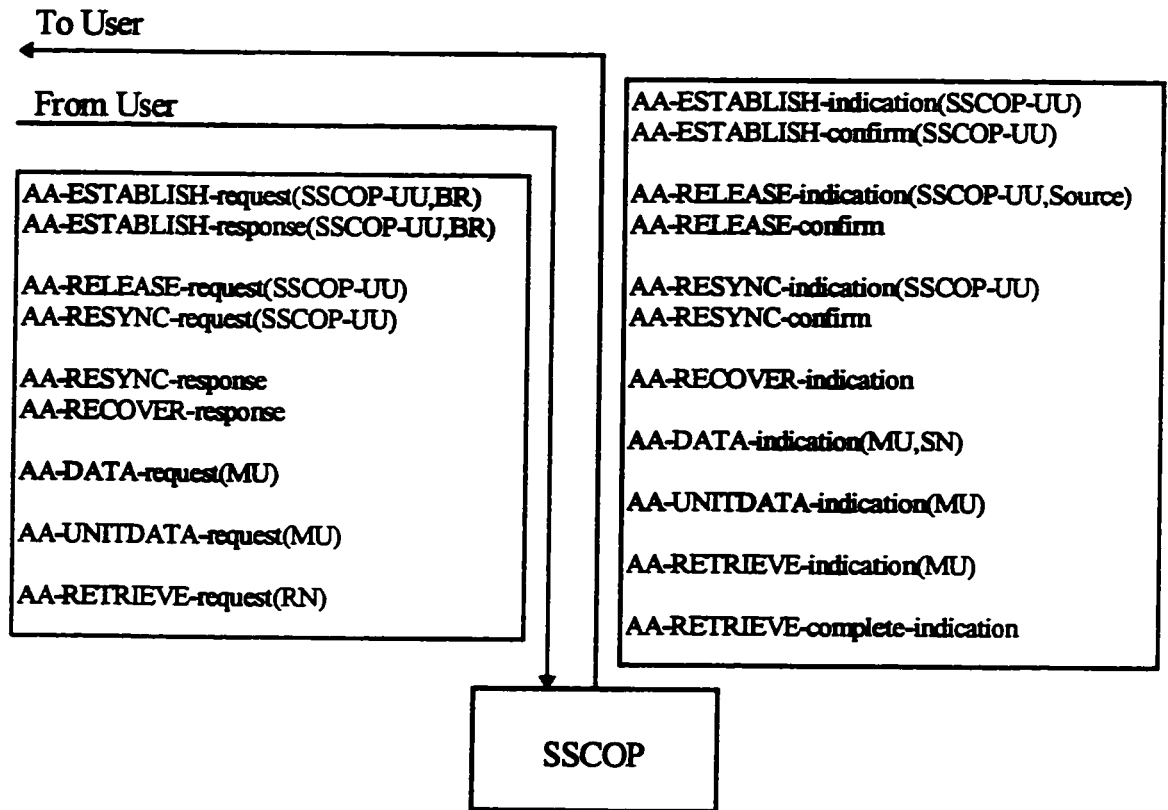 To User
From User
AA-ESTABLISH-request(SSCOP-UU,BR)
AA-ESTABLISH-response(SSCOP-UU,BR)
AA-RELEASE-request(SSCOP-UU)
AA-RESYNC-request(SSCOP-UU)
AA-RESYNC-response
AA-RECOVER-response
AA-DATA-request(MU)
AA-UNITDATA-request(MU)
AA-RETRIEVE-request(RN)
AA-ESTABLISH-indication(SSCOP-UU)
AA-ESTABLISH-confirm(SSCOP-UU)
AA-RELEASE-indication(SSCOP-UU,Source)
AA-RELEASE-confirm
AA-RESYNC-indication(SSCOP-UU)
AA-RESYNC-confirm
AA-RECOVER-indication
AA-DATA-indication(MU,SN)
AA-UNITDATA-indication(MU)
AA-RETRIEVE-indication(MU)
AA-RETRIEVE-complete-indication
SSCOP